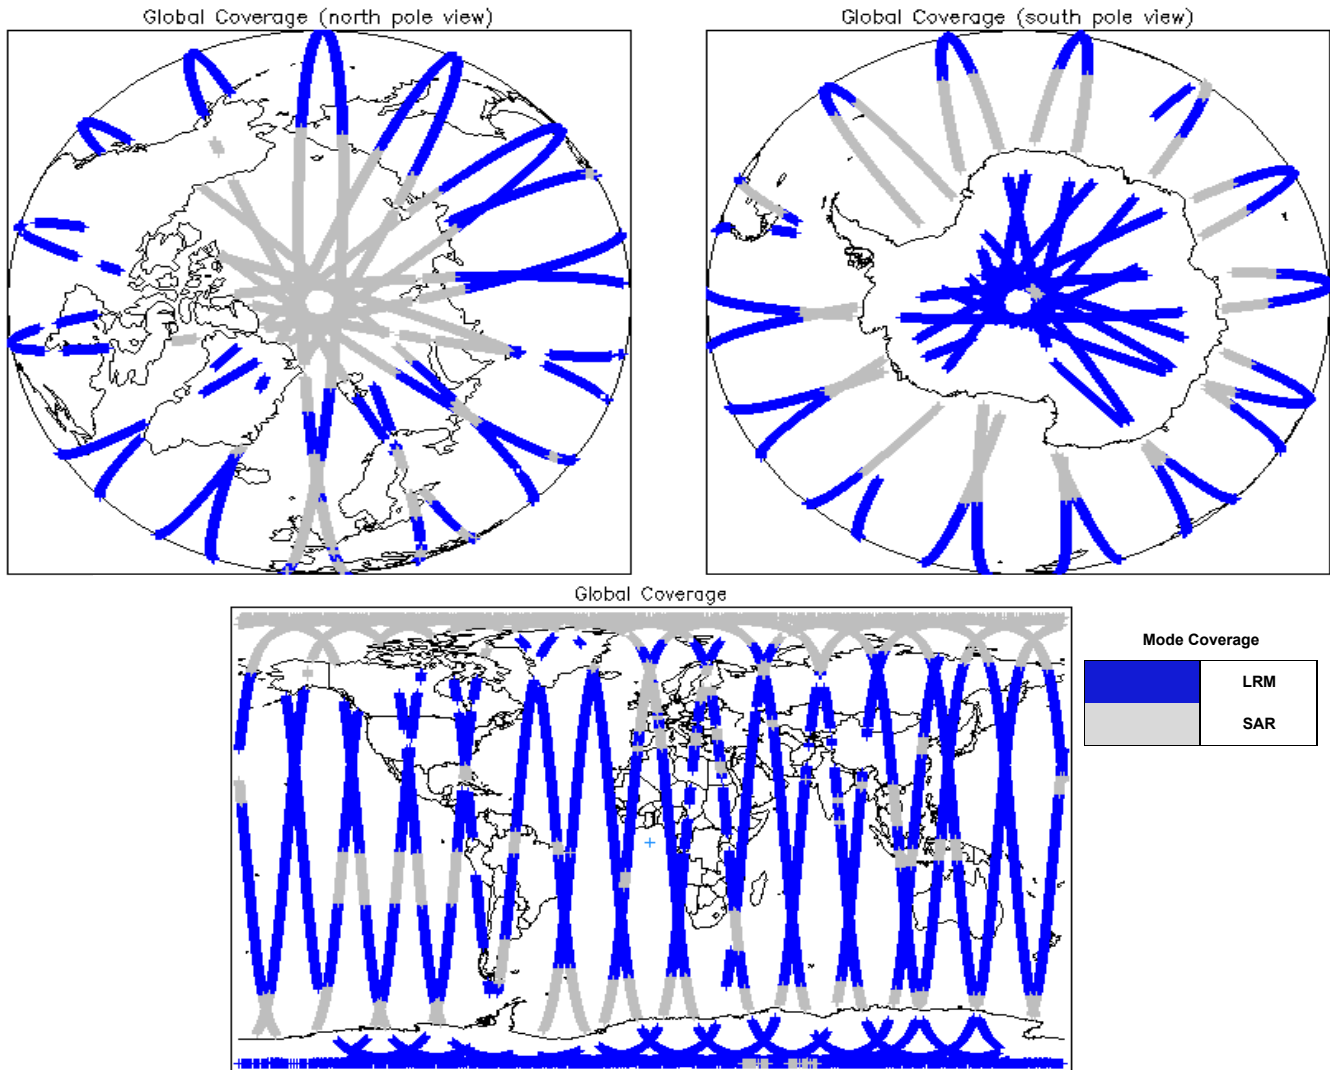 Global Coverage (north pole view)
Global Coverage (south pole view)
Global Coverage
Mode Coverage
LRM
SAR